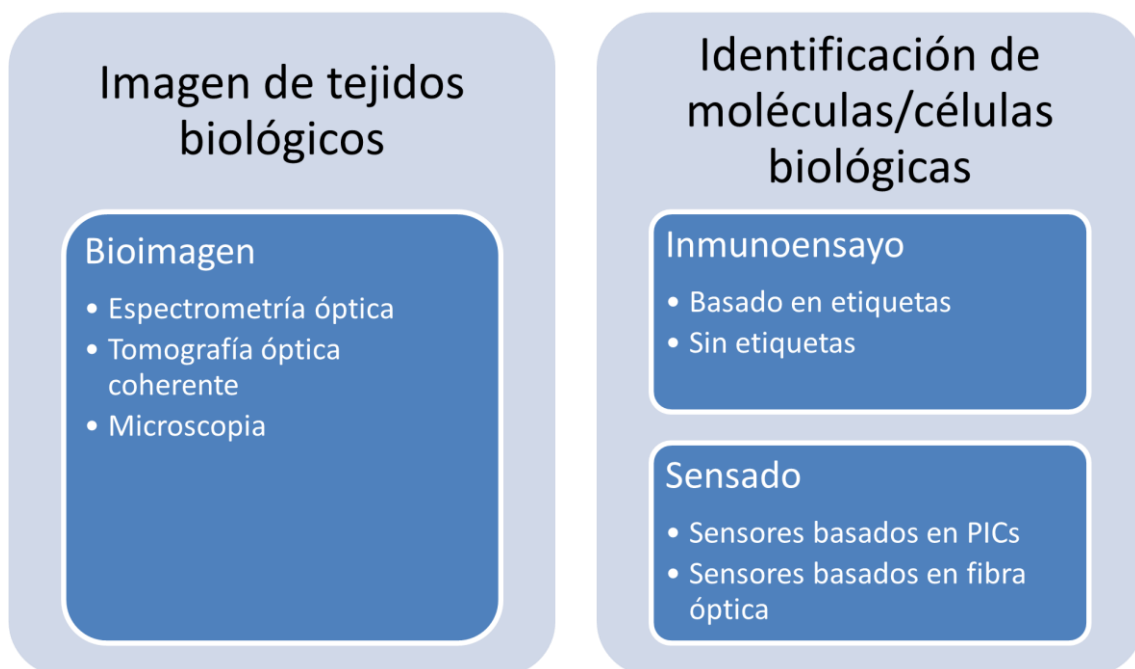 Imagen de tejidos
biológicos
Bioimagen
• Espectrometría óptica
• Tomografía óptica
coherente
• Microscopia
Identificación de
moléculas/células
biológicas
Inmunoensayo
• Basado en etiquetas
• Sin etiquetas
Sensado
• Sensores basados en PICs
• Sensores basados en fibra
óptica